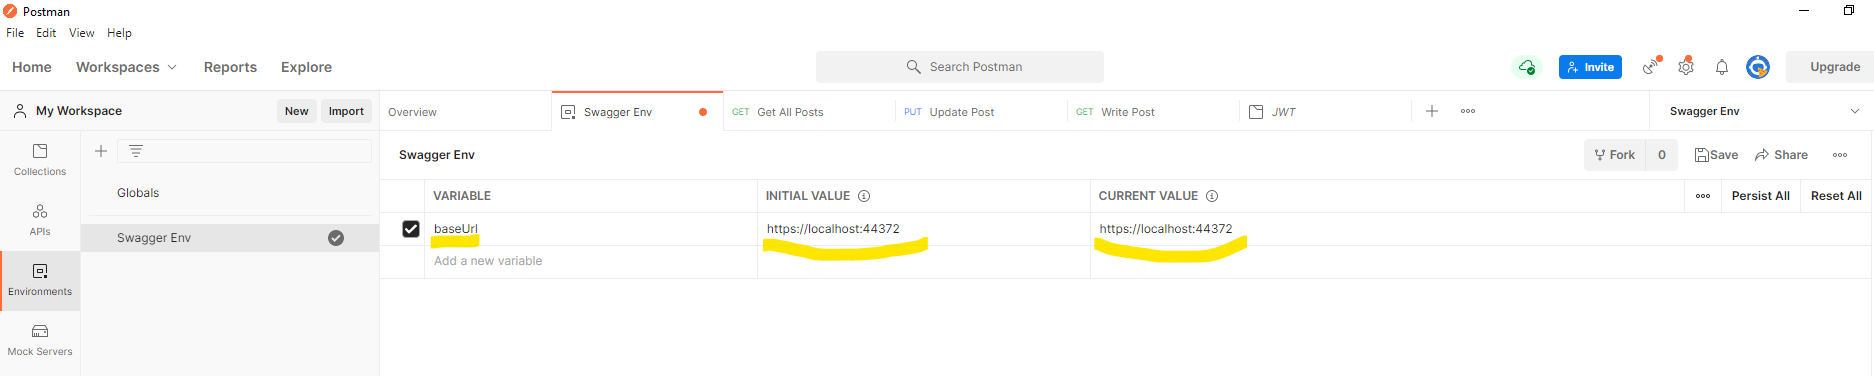 Postman
File Edit View Help
Home Workspaces Reports Explore Search Postman Invite Upgrade
My Workspace New Import Overview Swagger Env GET Get All Posts PUT Update Post GET Write Post JWT Swagger Env
Collections
Globals
APIs
Swagger Env
Environments
Mock Servers
Swagger Env Fork 0 Save Share
VARIABLE INITIAL VALUE CURRENT VALUE Persist All Reset All
baseUrl https://localhost:44372 https://localhost:44372
Add a new variable